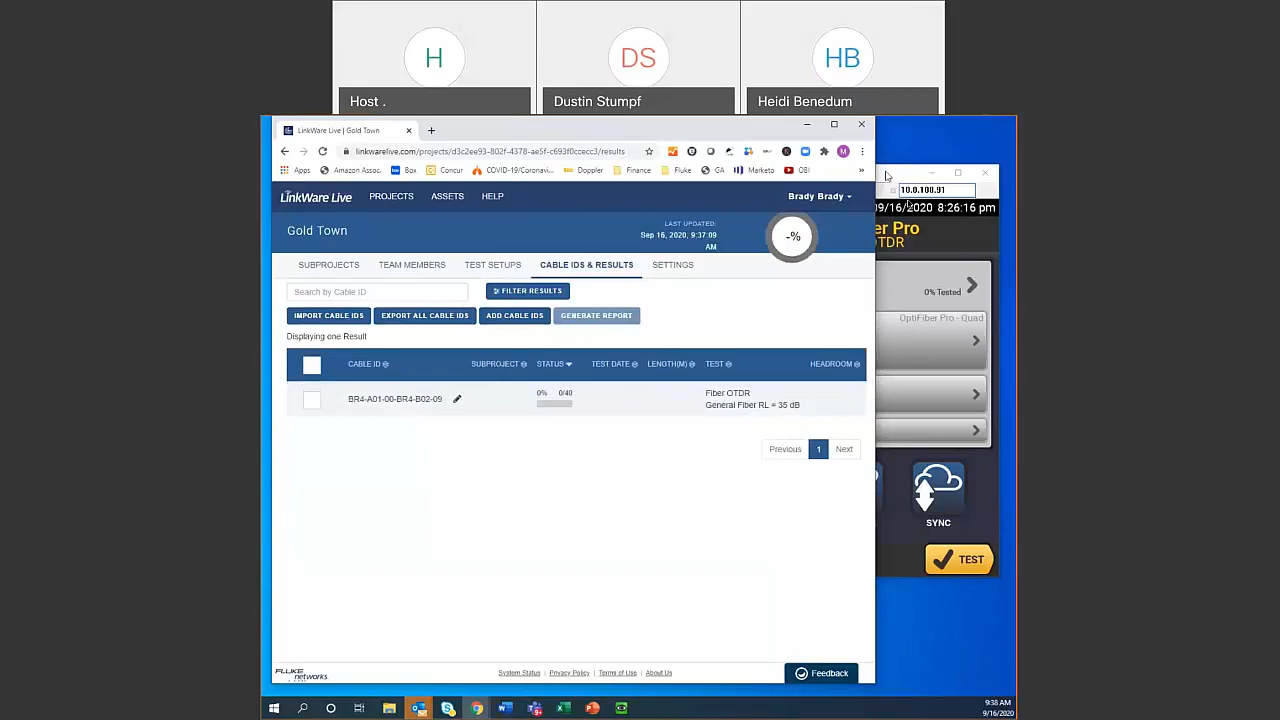 H
DS
HB
Host .
Dustin Stumpf
Heidi Benedum
LinkWare Live | Gold Town
linkwarelive.com/projects/d3c2ee93-802f-4378-ae5f-c693f0ccecc3/results
M
Apps
Amazon Assoc.
Box
Concur
COVID-19/Coronavi...
Doppler
Finance
Fluke
GA
Marketo
OBI
»
LinkWare Live
PROJECTS
ASSETS
HELP
Brady Brady
Gold Town
LAST UPDATED:
Sep 16, 2020, 9:37:09
AM
-%
SUBPROJECTS
TEAM MEMBERS
TEST SETUPS
CABLE IDS & RESULTS
SETTINGS
Search by Cable ID
FILTER RESULTS
IMPORT CABLE IDS
EXPORT ALL CABLE IDS
ADD CABLE IDS
GENERATE REPORT
Displaying one Result
CABLE ID
SUBPROJECT
STATUS
TEST DATE
LENGTH(M)
TEST
HEADROOM
BR4-A01-00-BR4-B02-09
0% 0/40
Fiber OTDR
General Fiber RL = 35 dB
Previous
1
Next
FLUKE
networks
System Status | Privacy Policy | Terms of Use | About Us
Feedback
10.0.100.91
09/16/2020 8:26:16 pm
er Pro
OTDR
0% Tested
OptiFiber Pro - Quad
SYNC
TEST
9:38 AM
9/16/2020